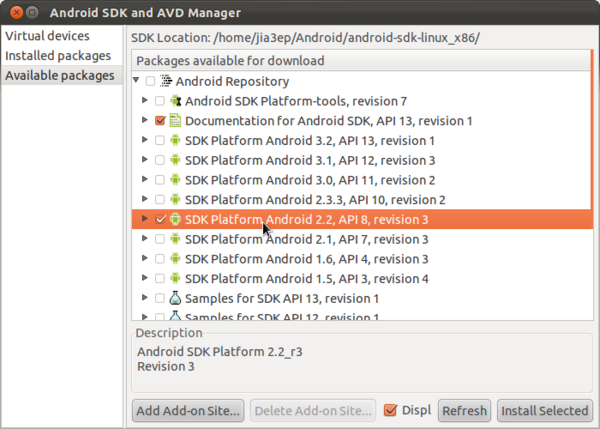 Android SDK and AVD Manager
Virtual devices
Installed packages
Available packages
SDK Location: /home/jia3ep/Android/android-sdk-linux_x86/
Packages available for download
Android Repository
Android SDK Platform-tools, revision 7
Documentation for Android SDK, API 13, revision 1
SDK Platform Android 3.2, API 13, revision 1
SDK Platform Android 3.1, API 12, revision 3
SDK Platform Android 3.0, API 11, revision 2
SDK Platform Android 2.3.3, API 10, revision 2
SDK Platform Android 2.2, API 8, revision 3
SDK Platform Android 2.1, API 7, revision 3
SDK Platform Android 1.6, API 4, revision 3
SDK Platform Android 1.5, API 3, revision 4
Samples for SDK API 13, revision 1
Samples for SDK API 12, revision 1
Description
Android SDK Platform 2.2_r3
Revision 3
Add Add-on Site... Delete Add-on Site... Displ Refresh Install Selected